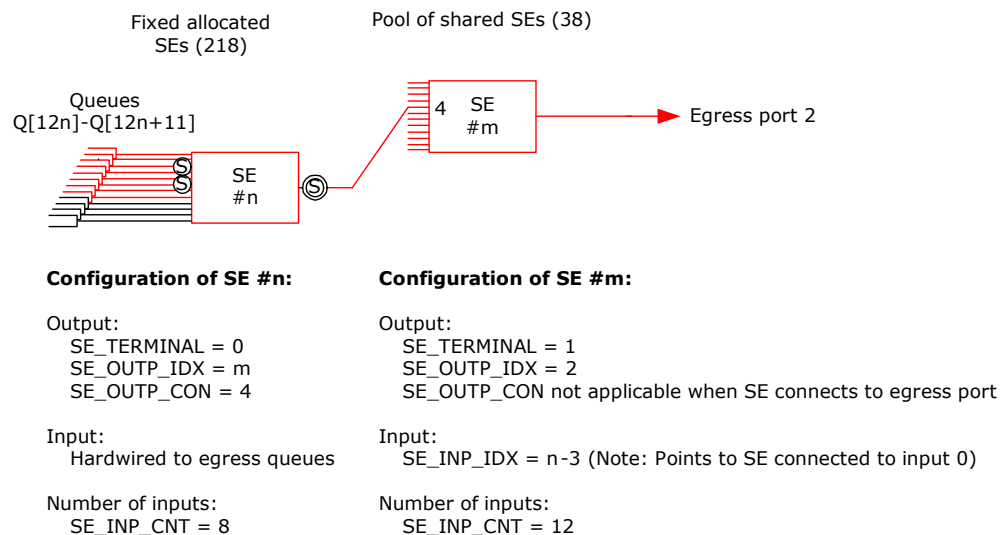 Fixed allocated
SEs (218)
Pool of shared SEs (38)
Queues
Q[12n]-Q[12n+11]
S
S
SE
#n
S
4
SE
#m
Egress port 2
Configuration of SE #n:
Output:
SE_TERMINAL = 0
SE_OUTP_IDX = m
SE_OUTP_CON = 4
Input:
Hardwired to egress queues
Number of inputs:
SE_INP_CNT = 8
Configuration of SE #m:
Output:
SE_TERMINAL = 1
SE_OUTP_IDX = 2
SE_OUTP_CON not applicable when SE connects to egress port
Input:
SE_INP_IDX = n-3 (Note: Points to SE connected to input 0)
Number of inputs:
SE_INP_CNT = 12